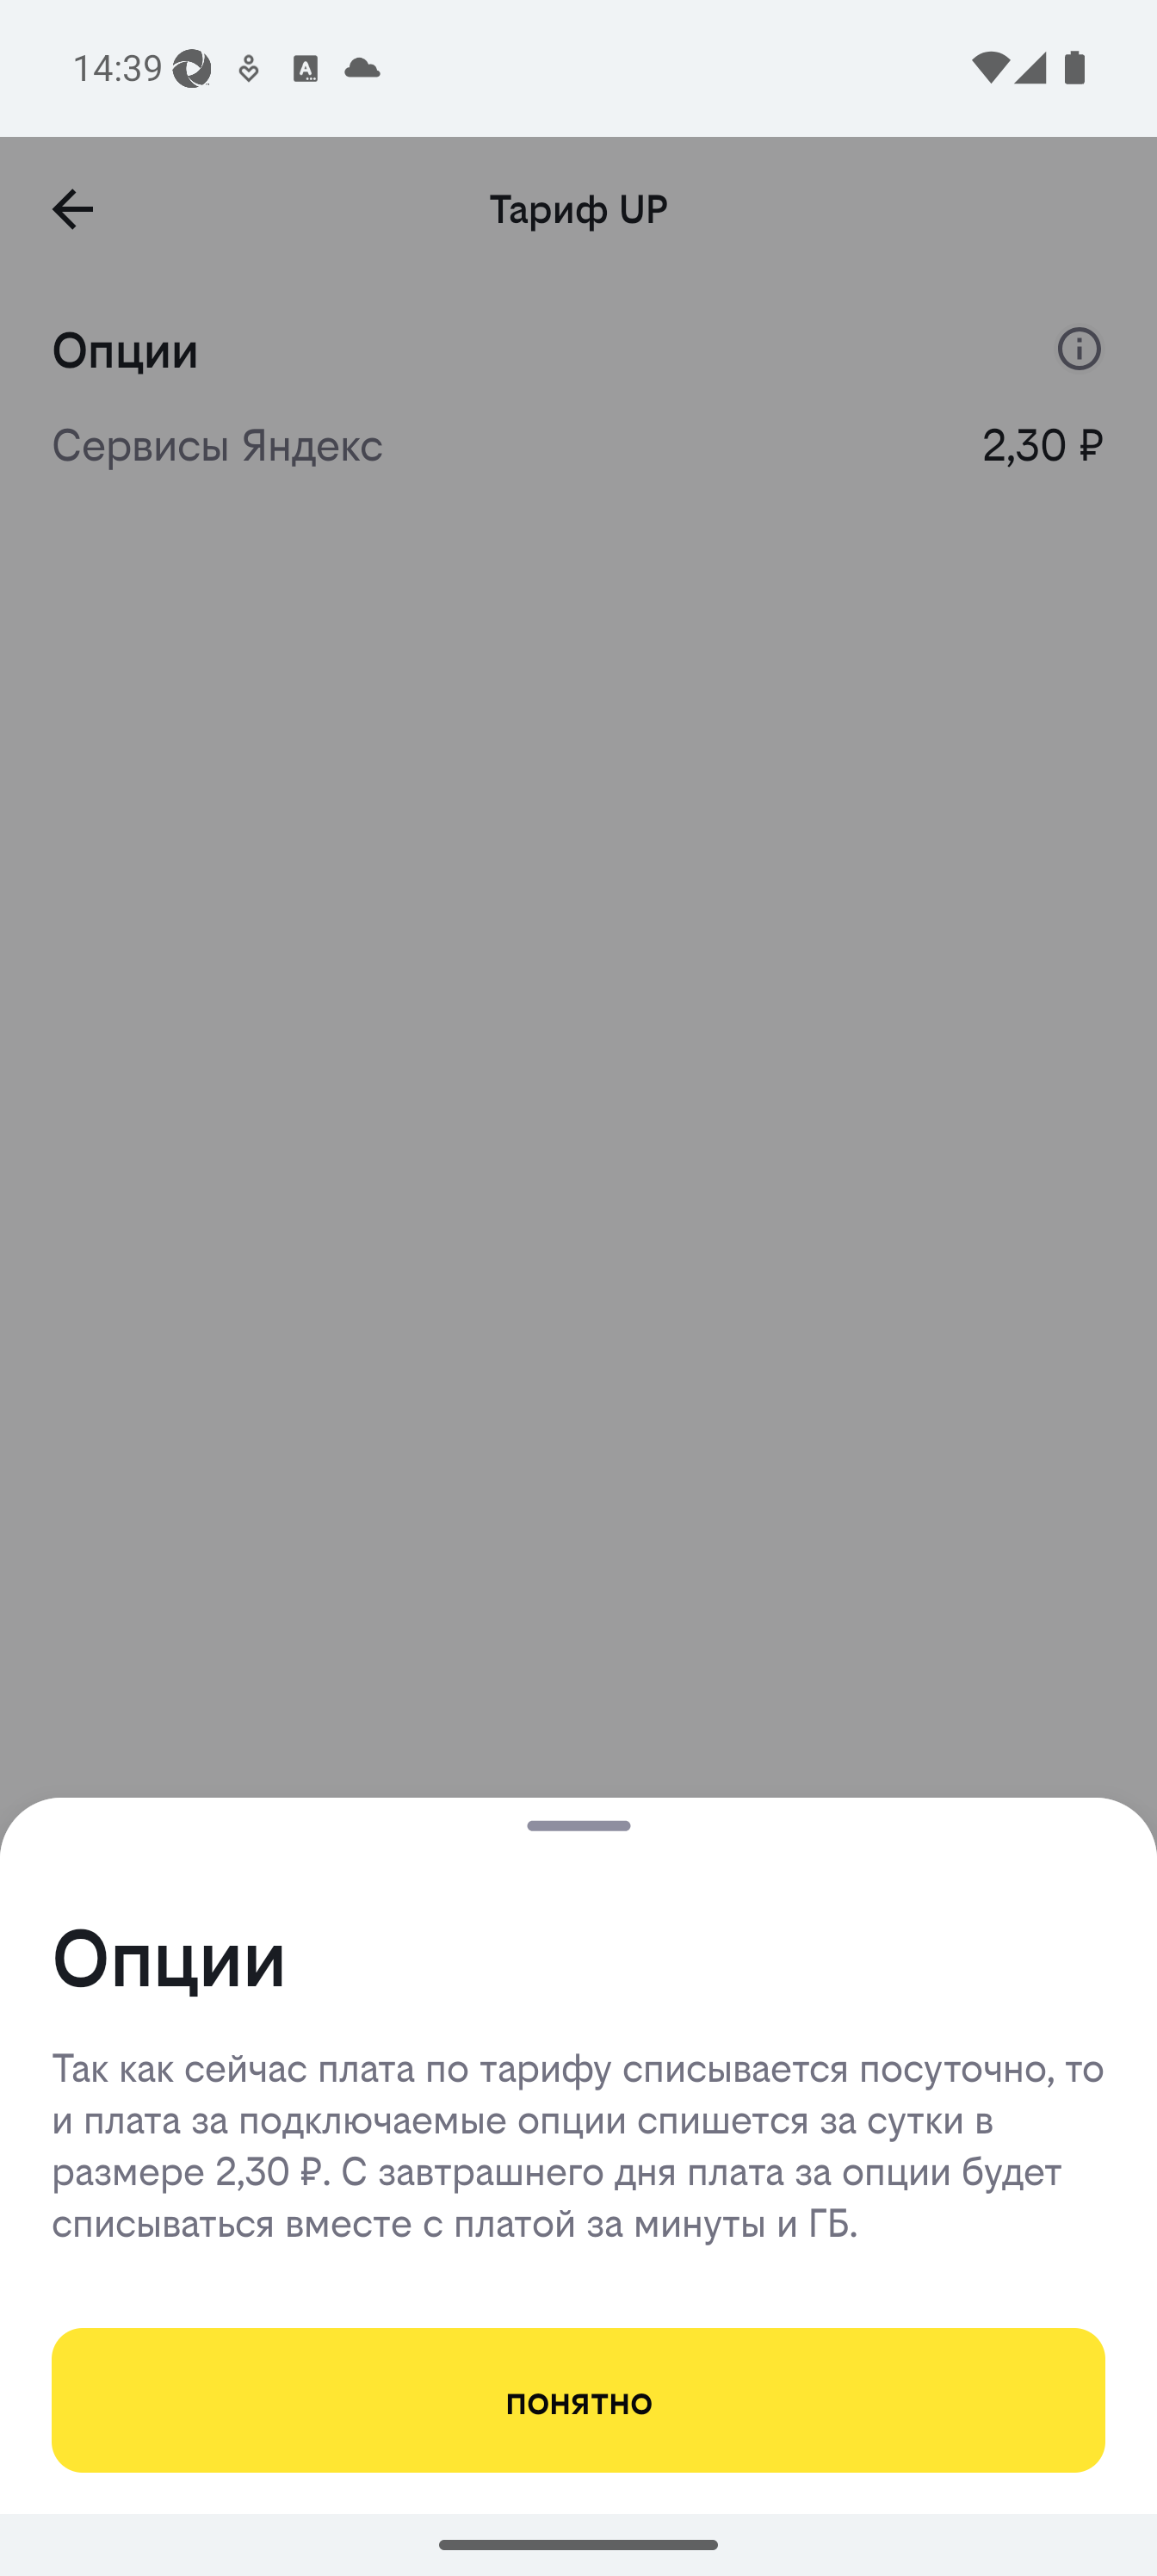 14:39
Тариф UP
Опции
Сервисы Яндекс 2,30 ₽
Опции
Так как сейчас плата по тарифу списывается посуточно, то
и плата за подключаемые опции спишется за сутки в
размере 2,30 ₽. С завтрашнего дня плата за опции будет
списываться вместе с платой за минуты и ГБ.
понятно